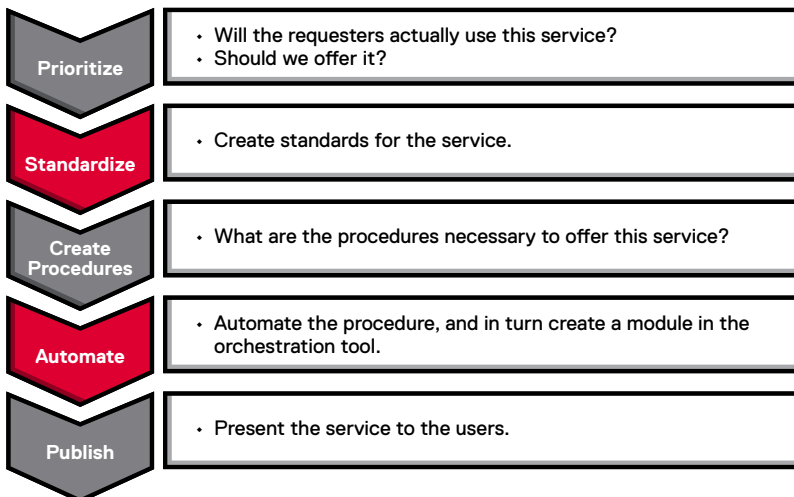 Prioritize
• Will the requesters actually use this service?
• Should we offer it?
Standardize
• Create standards for the service.
Create
Procedures
• What are the procedures necessary to offer this service?
Automate
• Automate the procedure, and in turn create a module in the
orchestration tool.
Publish
• Present the service to the users.